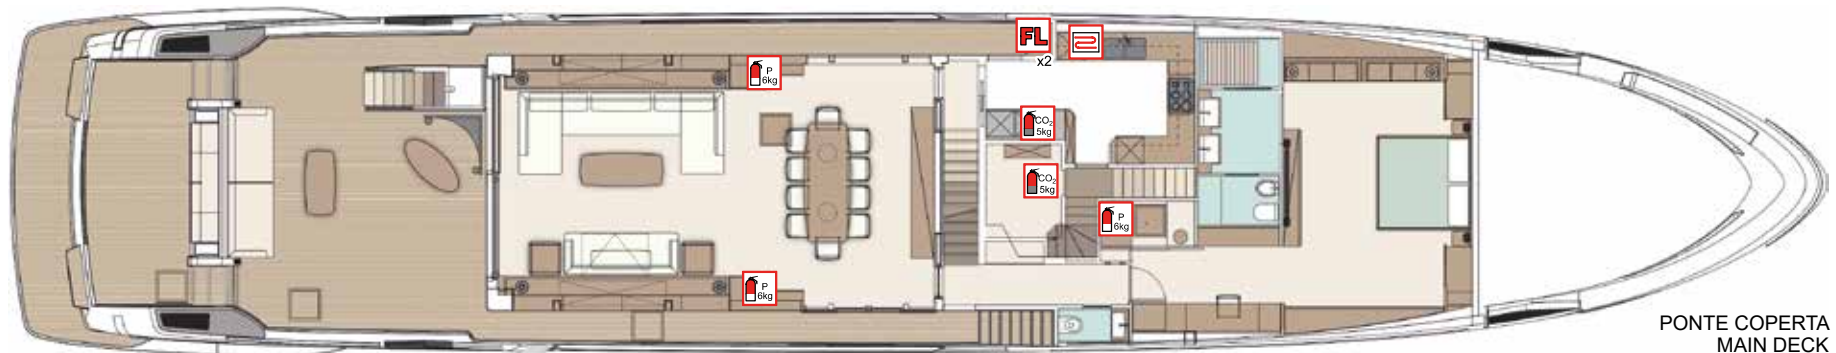 FL
x2
P
6kg
CO2
5kg
CO2
5kg
P
6kg
P
6kg
PONTE COPERTA
MAIN DECK